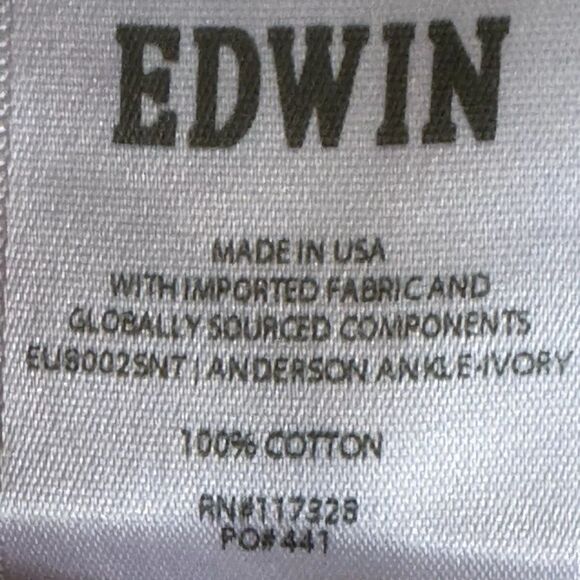 EDWIN
MADE IN USA
WITH IMPORTED FABRIC AND
GLOBALLY SOURCED COMPONENTS
EU8002SNT | ANDERSON ANKLE-IVORY
100% COTTON
RN#117328
PO#441